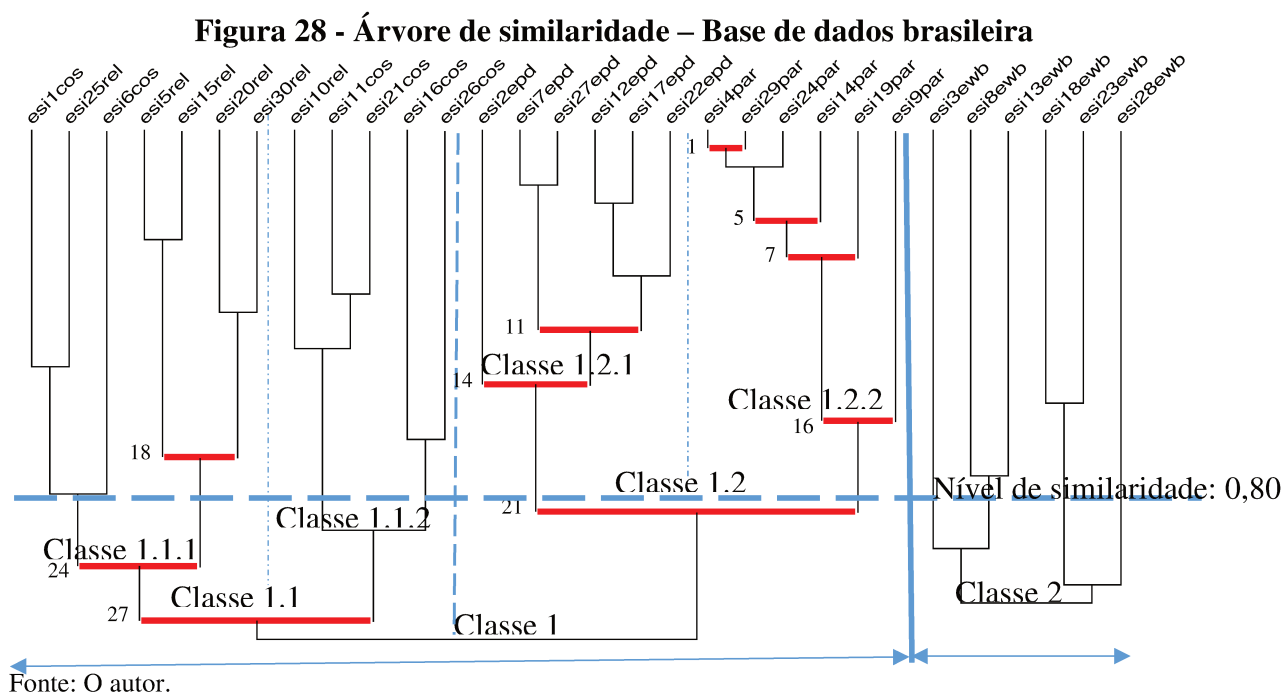 Figura 28 - Árvore de similaridade – Base de dados brasileira
esi1cos esi25rel esi6cos esi5rel esi15rel esi20rel esi30rel esi10rel esi11cos esi21cos esi16cos esi26cos esi2epd esi7epd esi27epd esi12epd esi17epd esi22epd esi4par esi29par esi24par esi14par esi19par esi9par esi3ewb esi8ewb esi13ewb esi18ewb esi23ewb esi28ewb
1
5
7
11
Classe 1.2.1
14
Classe 1.2.2
16
18
Classe 1.2
Nível de similaridade: 0,80
21
Classe 1.1.2
Classe 1.1.1
24
Classe 1.1
Classe 2
27
Classe 1
Fonte: O autor.